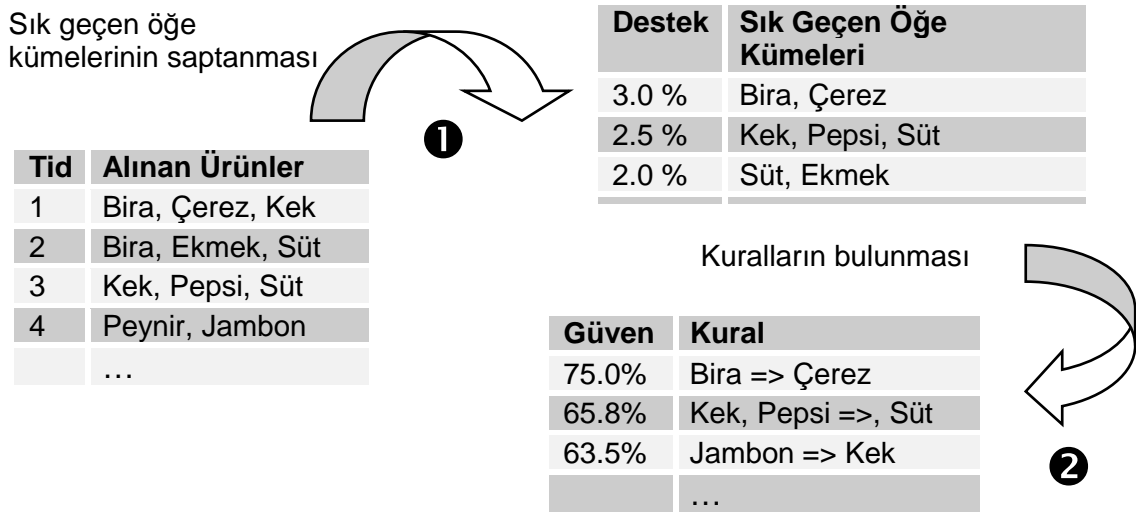 Sık geçen öğe
kümelerinin saptanması
❶
Tid Alınan Ürünler
1 Bira, Çerez, Kek
2 Bira, Ekmek, Süt
3 Kek, Pepsi, Süt
4 Peynir, Jambon
…
Destek Sık Geçen Öğe
Kümeleri
3.0 % Bira, Çerez
2.5 % Kek, Pepsi, Süt
2.0 % Süt, Ekmek
Kuralların bulunması
Güven Kural
75.0% Bira => Çerez
65.8% Kek, Pepsi =>, Süt
63.5% Jambon => Kek
…
❷